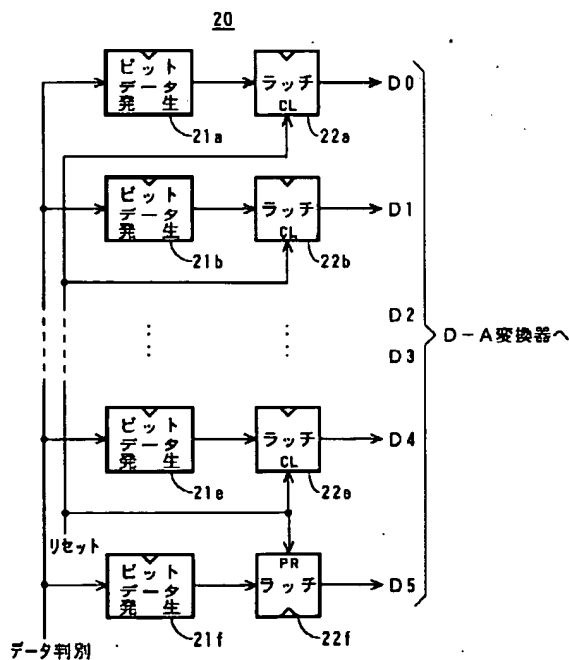 20
ビット
データ
発生
21a
ラッチ
CL
22a
D0
ビット
データ
発生
21b
ラッチ
CL
22b
D1
D2
D3
D-A変換器へ
ビット
データ
発生
21e
ラッチ
CL
22e
D4
リセット
ビット
データ
発生
21f
PR
ラッチ
22f
D5
データ判別